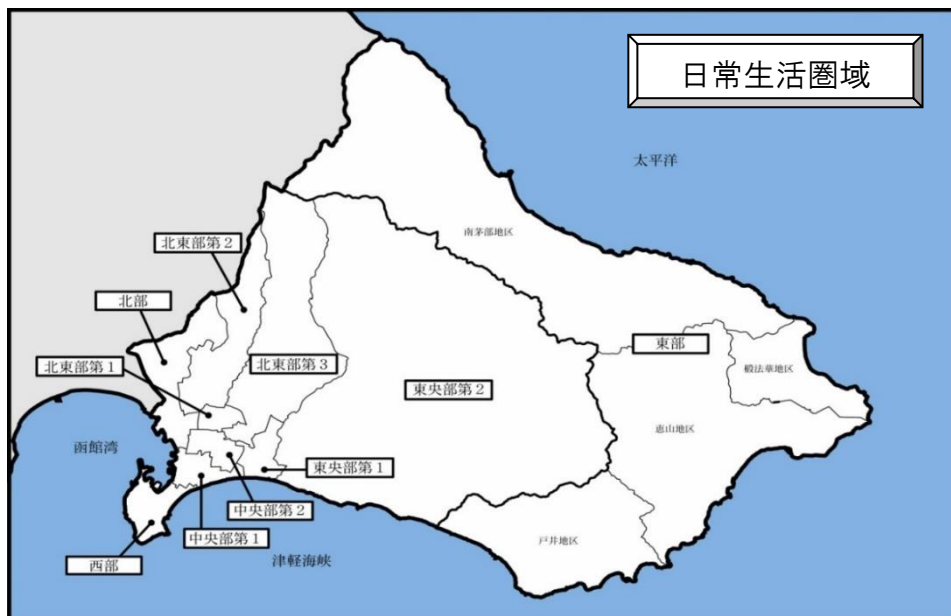 日常生活圏域
太平洋
南茅部地区
北東部第２
北部
北東部第１
北東部第３
東部
椴法華地区
東央部第２
恵山地区
函館湾
東央部第１
中央部第２
中央部第１
戸井地区
津軽海峡
西部